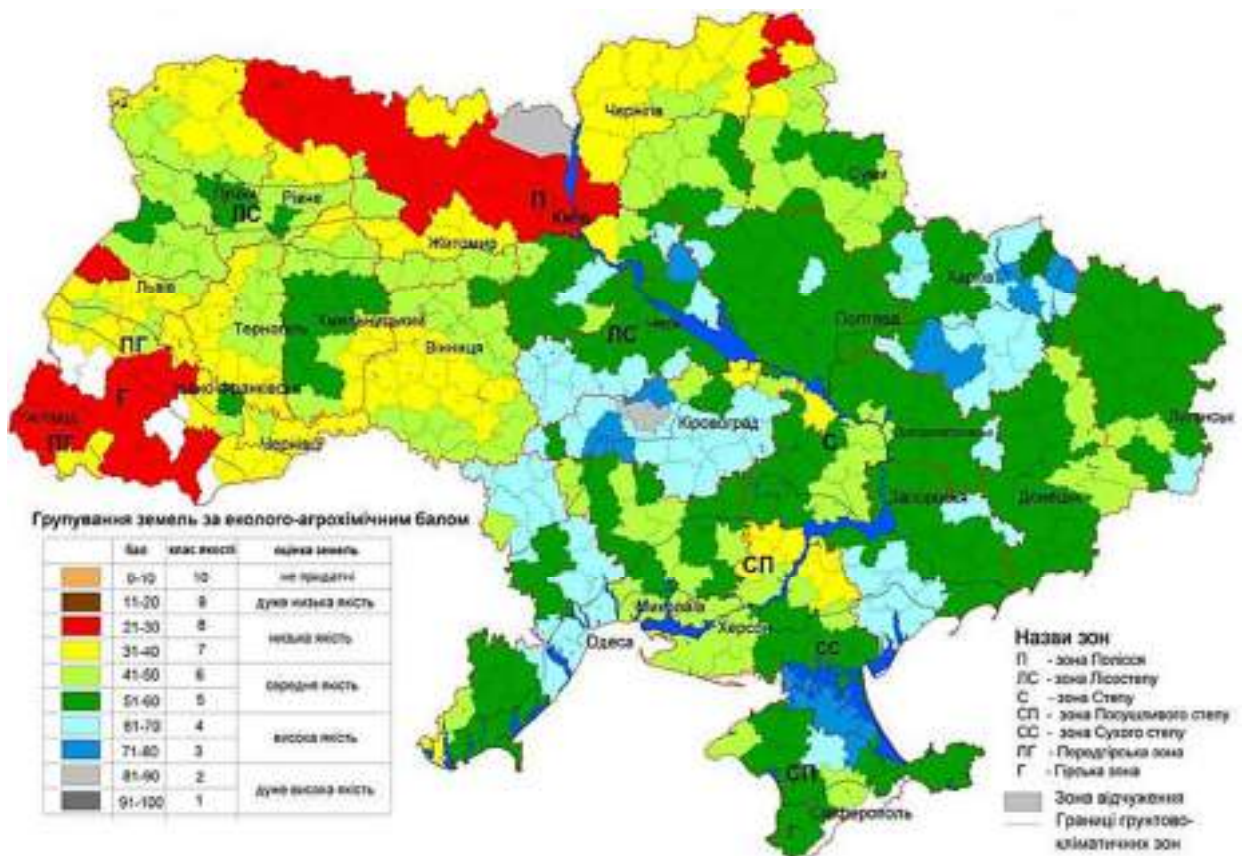 Чернігів
Суми
Рівне
ЛС
П
Київ
Житомир
Львів
Харків
Тернопіль
Хмельницький
ЛС
Полтава
Вінниця
ПГ
Г
Івано-Франківськ
Кіровоград
Луганськ
С
ПГ
Чернівці
Запоріжжя
Донецьк
СП
Миколаїв
Херсон
Одеса
СС
СП
Сімферополь
Г
Групування земель за еколого-агрохімічним балом
бал клас якості оцінка земель
0-10 10 не придатні
11-20 9 дуже низька якість
21-30 8 низька якість
31-40 7
41-50 6 середня якість
51-60 5
61-70 4 висока якість
71-80 3
81-90 2 дуже висока якість
91-100 1
Назви зон
П - зона Полісся
ЛС - зона Лісостепу
С - зона Степу
СП - зона Посушливого степу
СС - зона Сухого степу
ПГ - Передгірська зона
Г - Гірська зона
Зона відчуження
Границі грунтово-
кліматичних зон